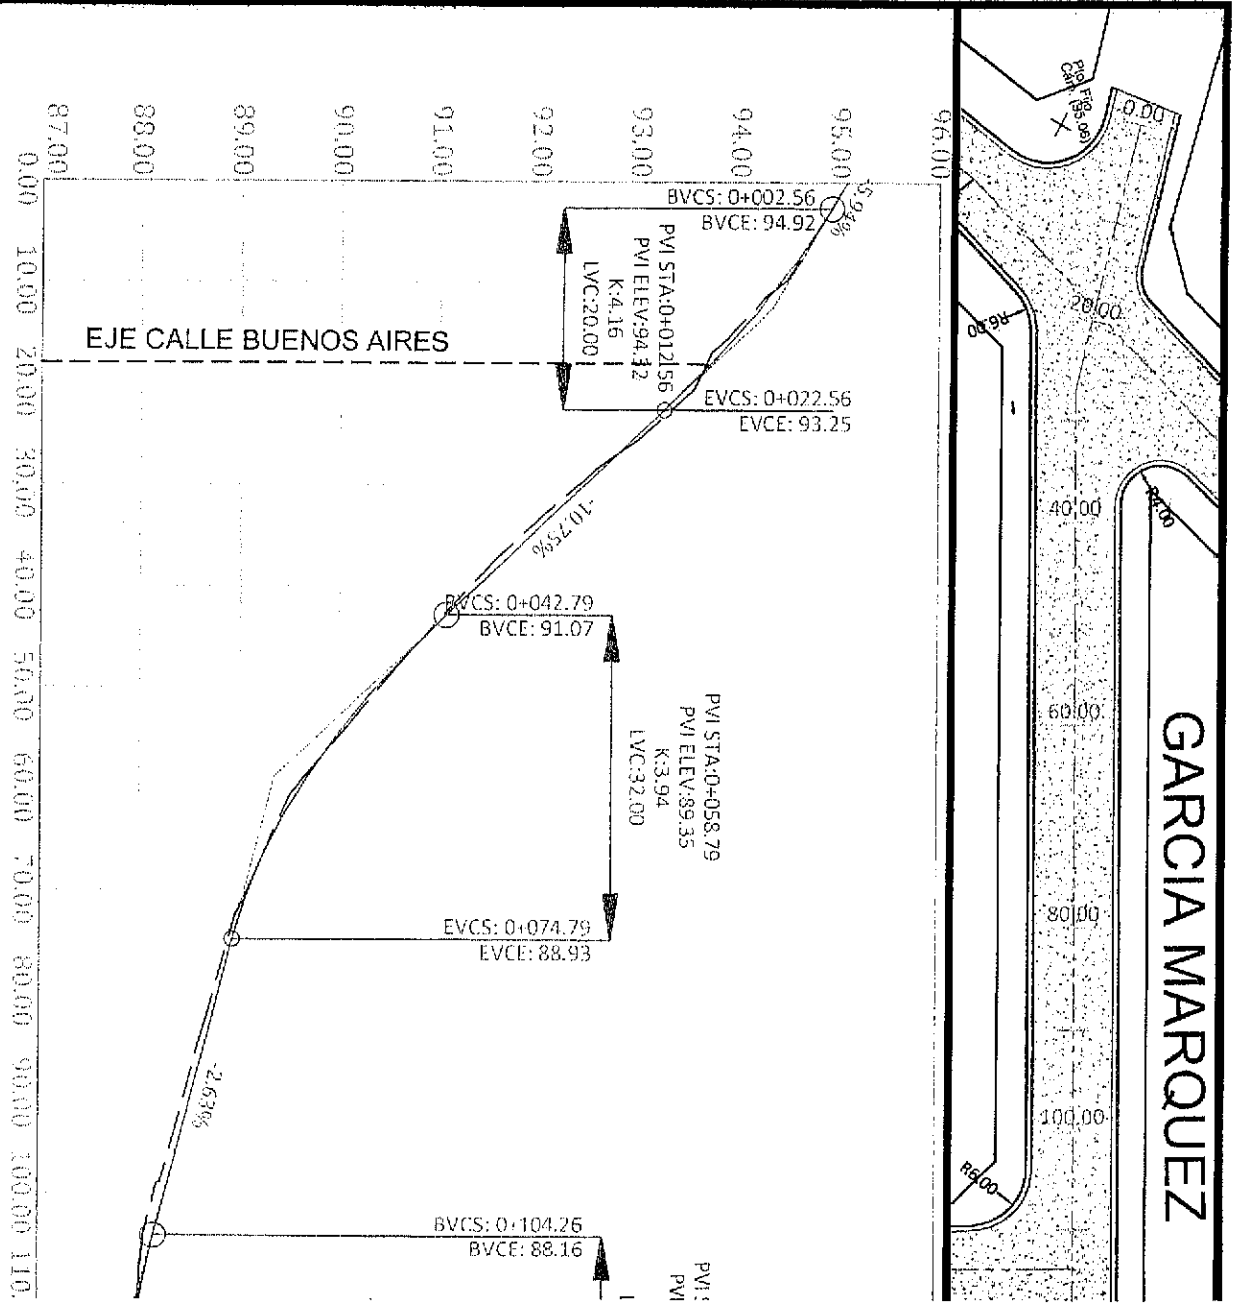 GARCIA MARQUEZ
0.00
20.00
40.00
60.00
80.00
100.00
R6.00
R4.00
R6.00
96.00
95.00
94.00
93.00
92.00
91.00
90.00
89.00
88.00
87.00
-5.94%
BVCS: 0+002.56
BVCE: 94.92
PVI STA:0+012.56
PVI ELEV:94.32
K:4.16
LVC:20.00
EVCS: 0+022.56
EVCE: 93.25
EJE CALLE BUENOS AIRES
-10.75%
BVCS: 0+042.79
BVCE: 91.07
PVI STA:0+058.79
PVI ELEV:89.35
K:3.94
LVC:32.00
EVCS: 0+074.79
EVCE: 88.93
-2.63%
BVCS: 0+104.26
BVCE: 88.16
0.00
10.00
20.00
30.00
40.00
50.00
60.00
70.00
80.00
90.00
100.00